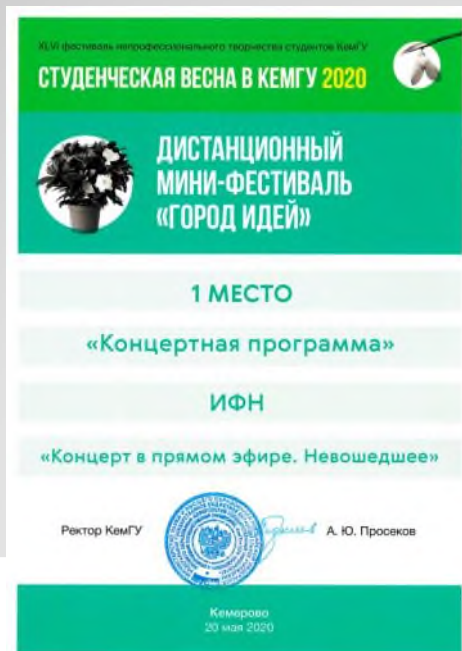 XLVI фестиваль непрофессионального творчества студентов КемГУ
СТУДЕНЧЕСКАЯ ВЕСНА В КЕМГУ 2020
ДИСТАНЦИОННЫЙ
МИНИ-ФЕСТИВАЛЬ
«ГОРОД ИДЕЙ»
1 МЕСТО
«Концертная программа»
ИФН
«Концерт в прямом эфире. Невошедшее»
Ректор КемГУ
А. Ю. Просеков
Кемерово
20 мая 2020